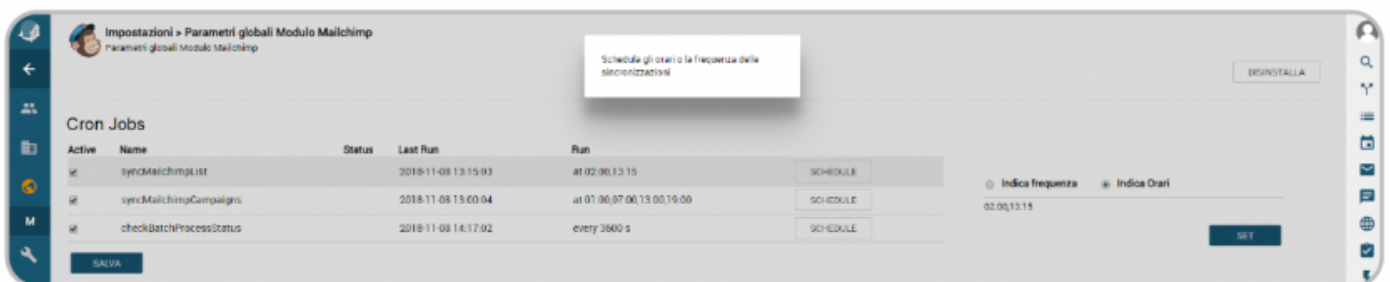 Impostazioni > Parametri globali Modulo Mailchimp
Parametri globali Modulo Mailchimp
Schedula gli orari o la frequenza delle
sincronizzazioni
DISINSTALLA
Cron Jobs
Active Name Status Last Run Run
syncMailchimpList 2018-11-08 13:15:03 at 02:00,13:15 SCHEDULE
syncMailchimpCampaigns 2018-11-08 13:00:04 at 01:00,07:00,13:00,19:00 SCHEDULE
checkBatchProcessStatus 2018-11-08 14:17:02 every 3600 s SCHEDULE
Indica frequenza Indica Orari
02:00,13:15
SET
M
SALVA